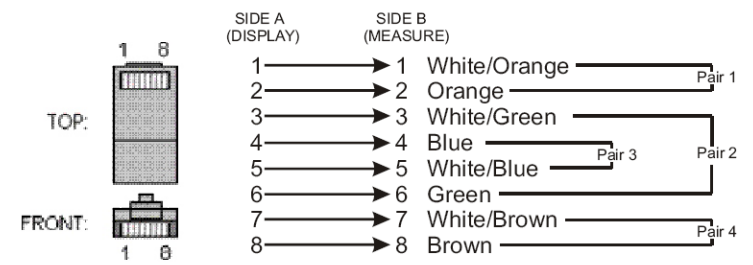 SIDE A SIDE B
(DISPLAY) (MEASURE)
1 8
1 1 White/Orange
Pair 1
2 2 Orange
3 3 White/Green
TOP:
4 4 Blue
Pair 3 Pair 2
5 5 White/Blue
6 6 Green
7 7 White/Brown
FRONT:
Pair 4
8 8 Brown
1 8